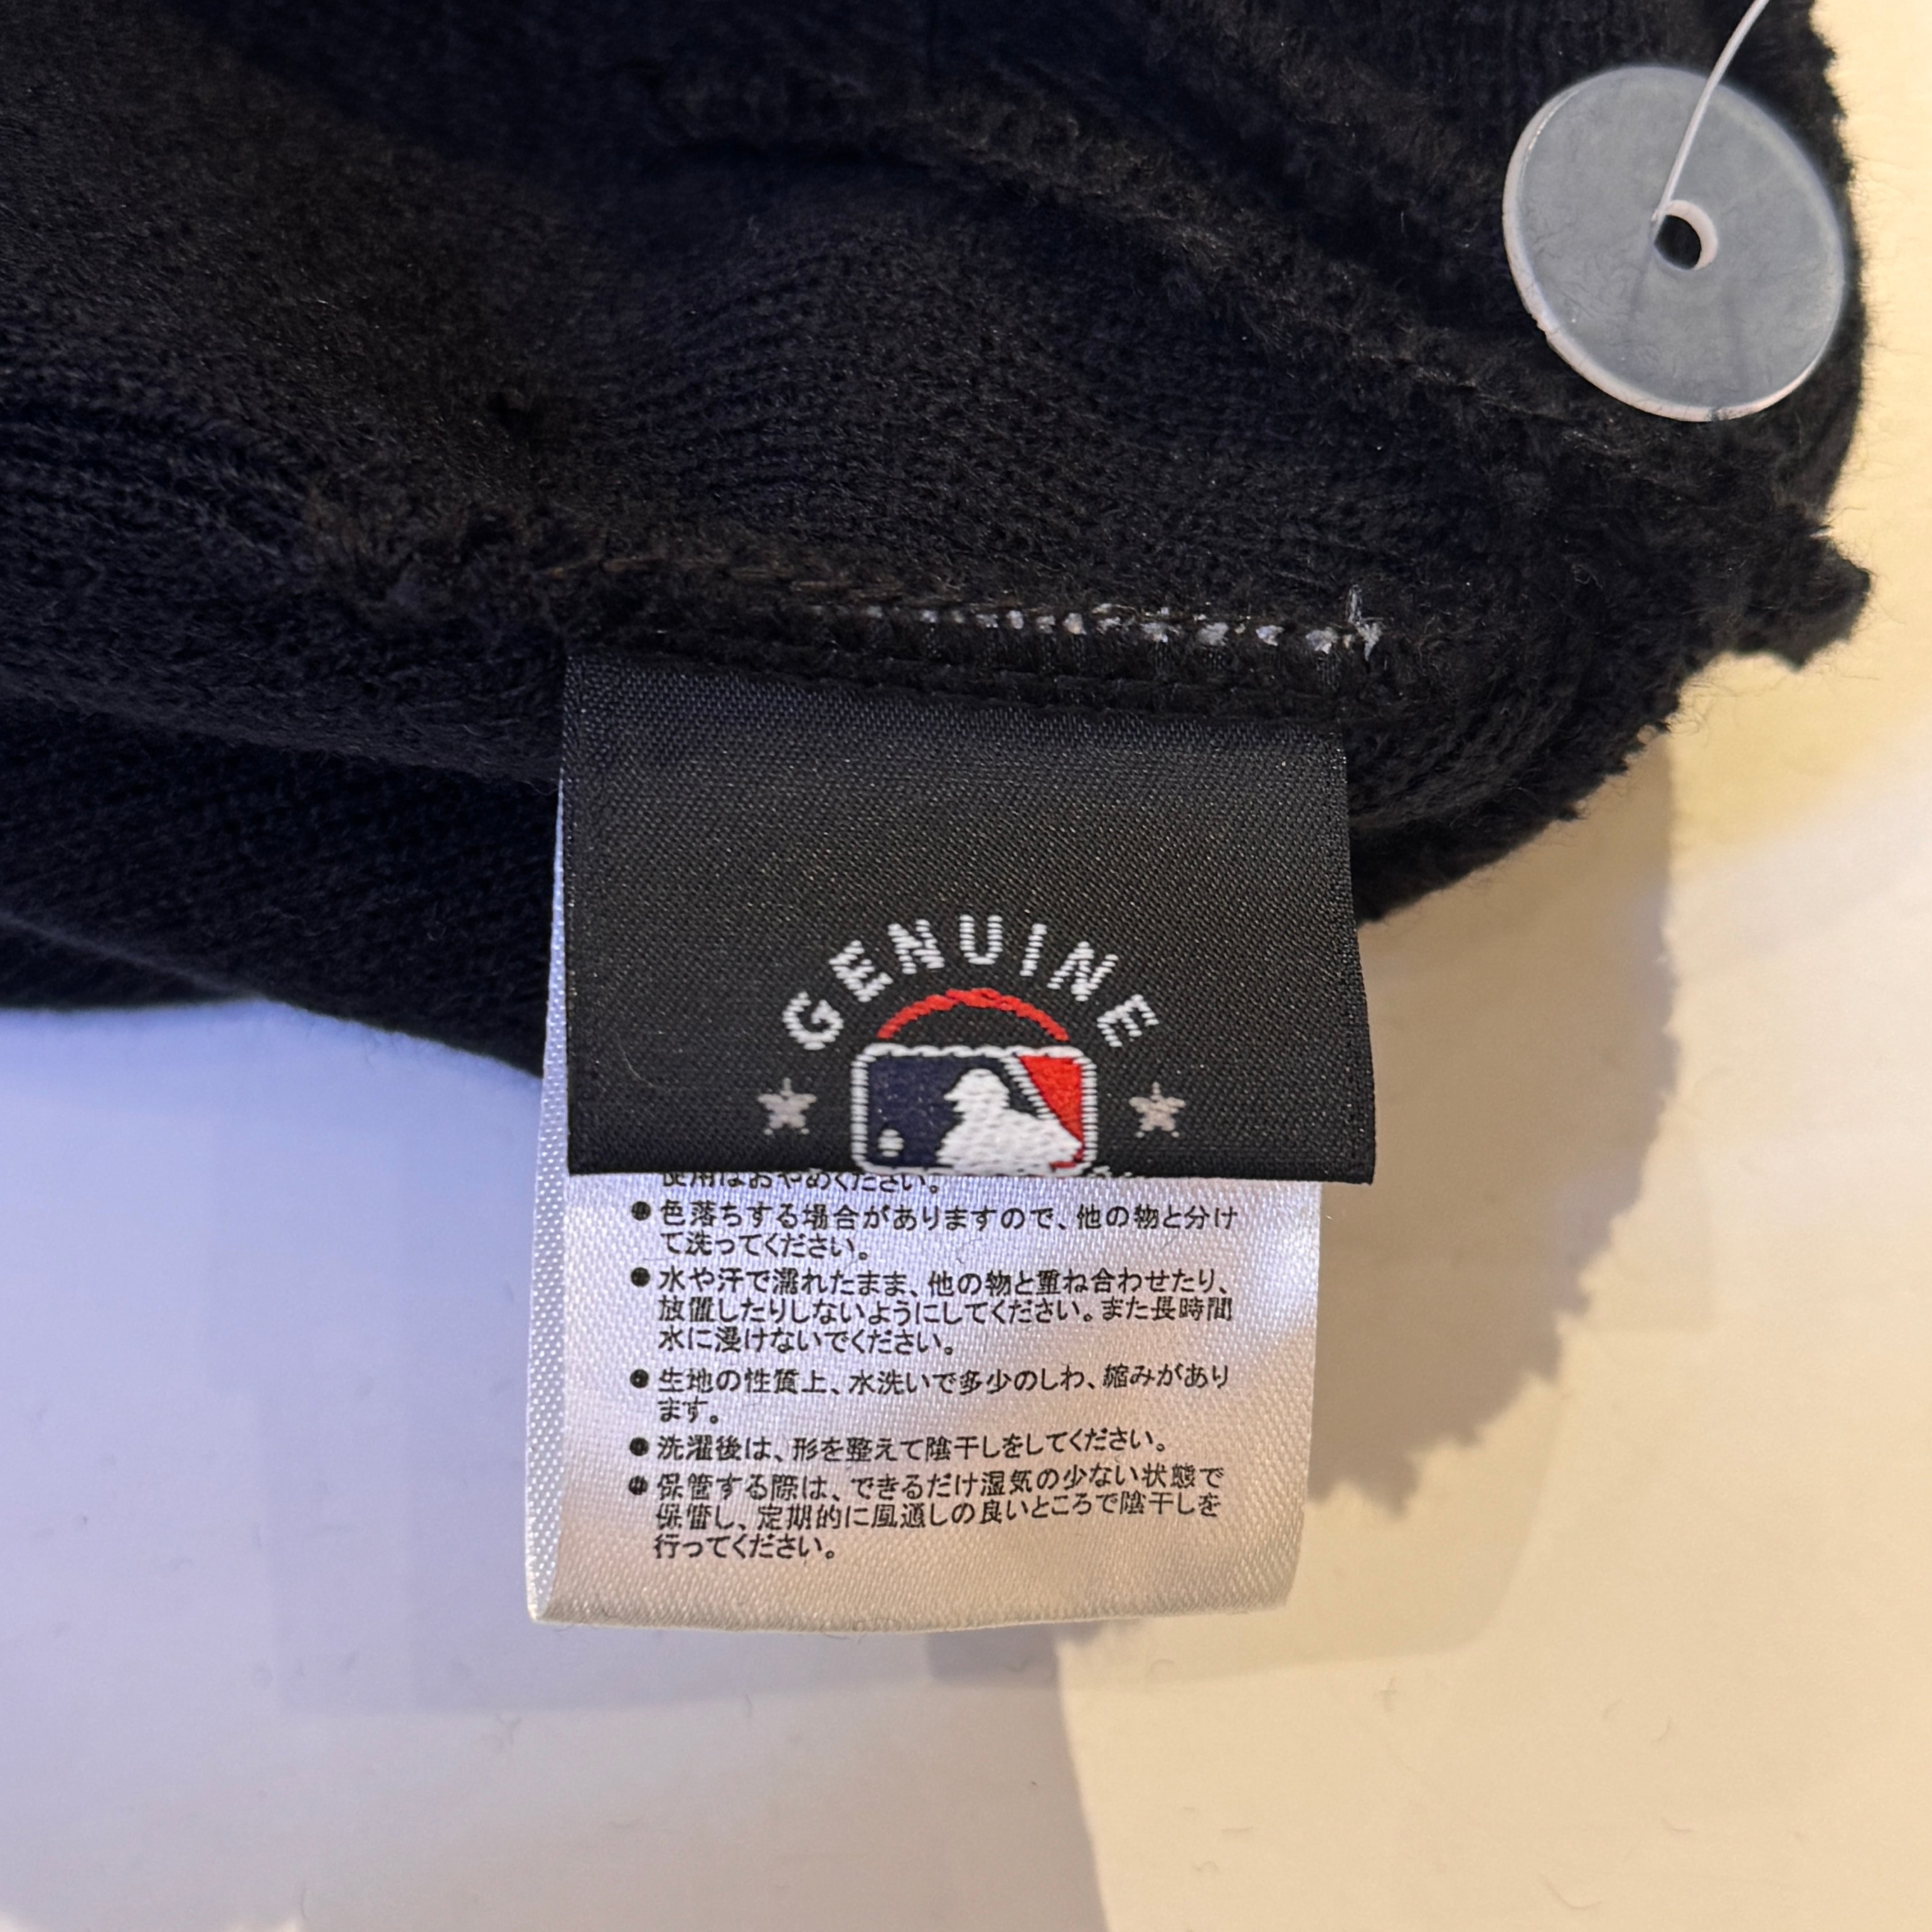 GENUINE
使用はおやめください。
●色落ちする場合がありますので、他の物と分け
て洗ってください。
●水や汗で濡れたまま、他の物と重ね合わせたり、
放置したりしないようにしてください。また長時間
水に浸けないでください。
●生地の性質上、水洗いで多少のしわ、縮みがあり
ます。
●洗濯後は、形を整えて陰干しをしてください。
●保管する際は、できるだけ湿気の少ない状態で
保管し、定期的に風通しの良いところで陰干しを
行ってください。